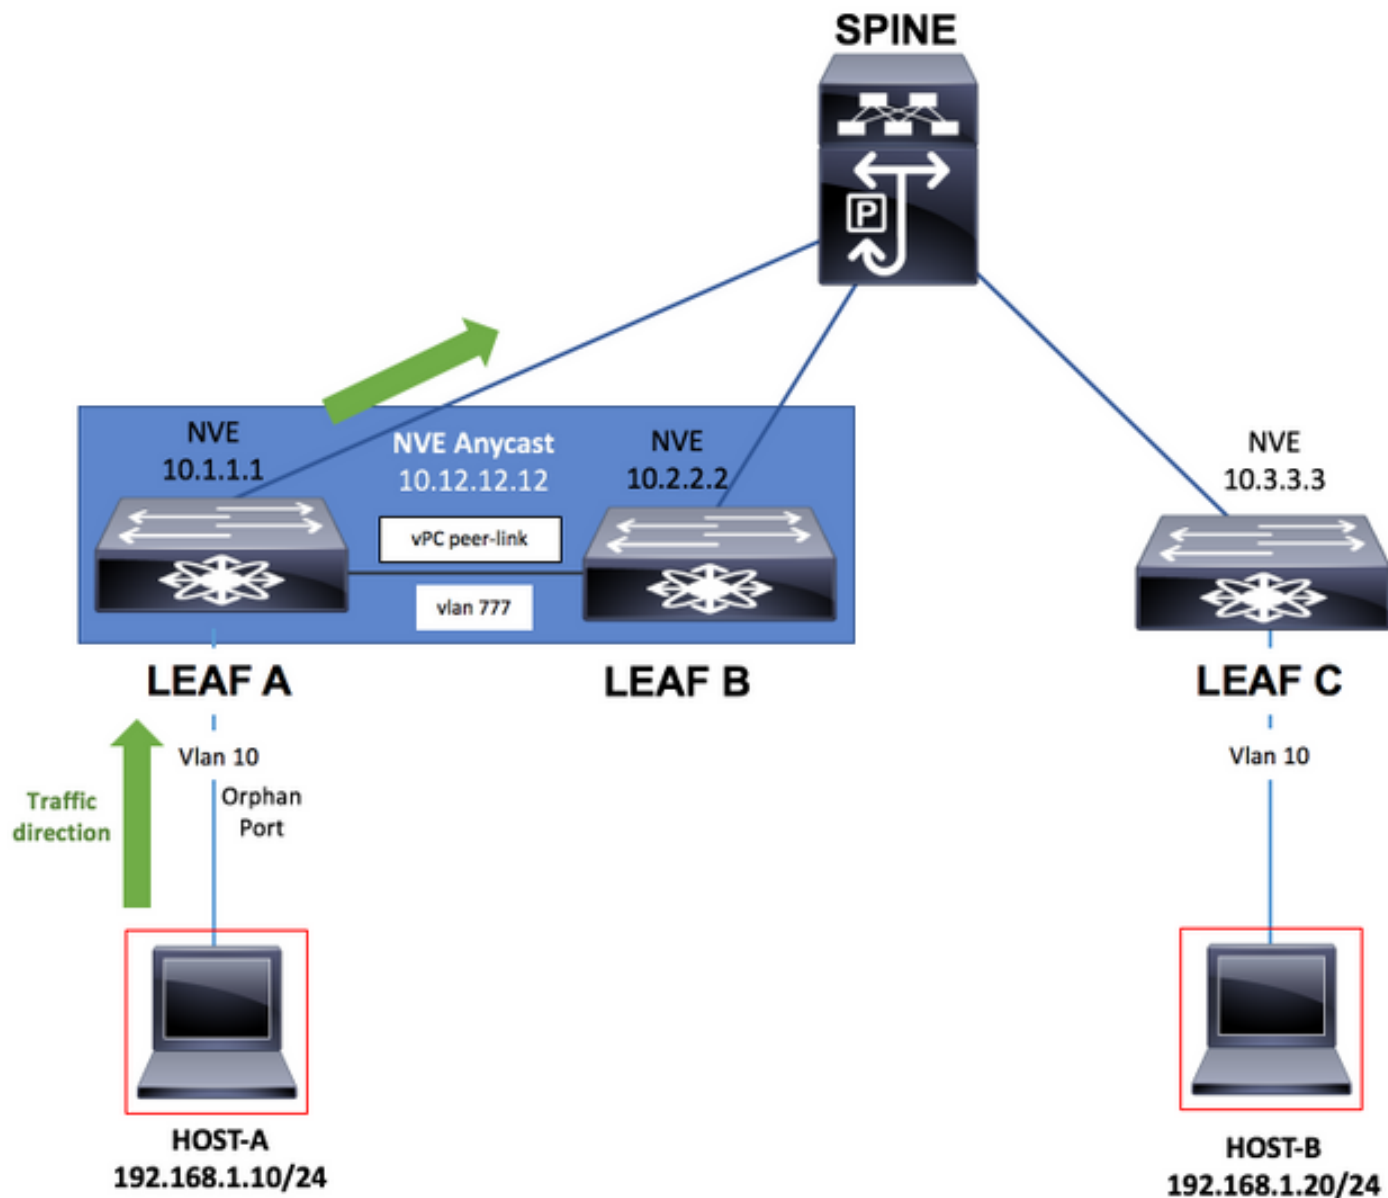 SPINE
P
NVE
10.1.1.1
NVE Anycast
10.12.12.12
NVE
10.2.2.2
NVE
10.3.3.3
vPC peer-link
vlan 777
LEAF A
LEAF B
LEAF C
Vlan 10
Orphan
Port
Traffic
direction
Vlan 10
HOST-A
192.168.1.10/24
HOST-B
192.168.1.20/24